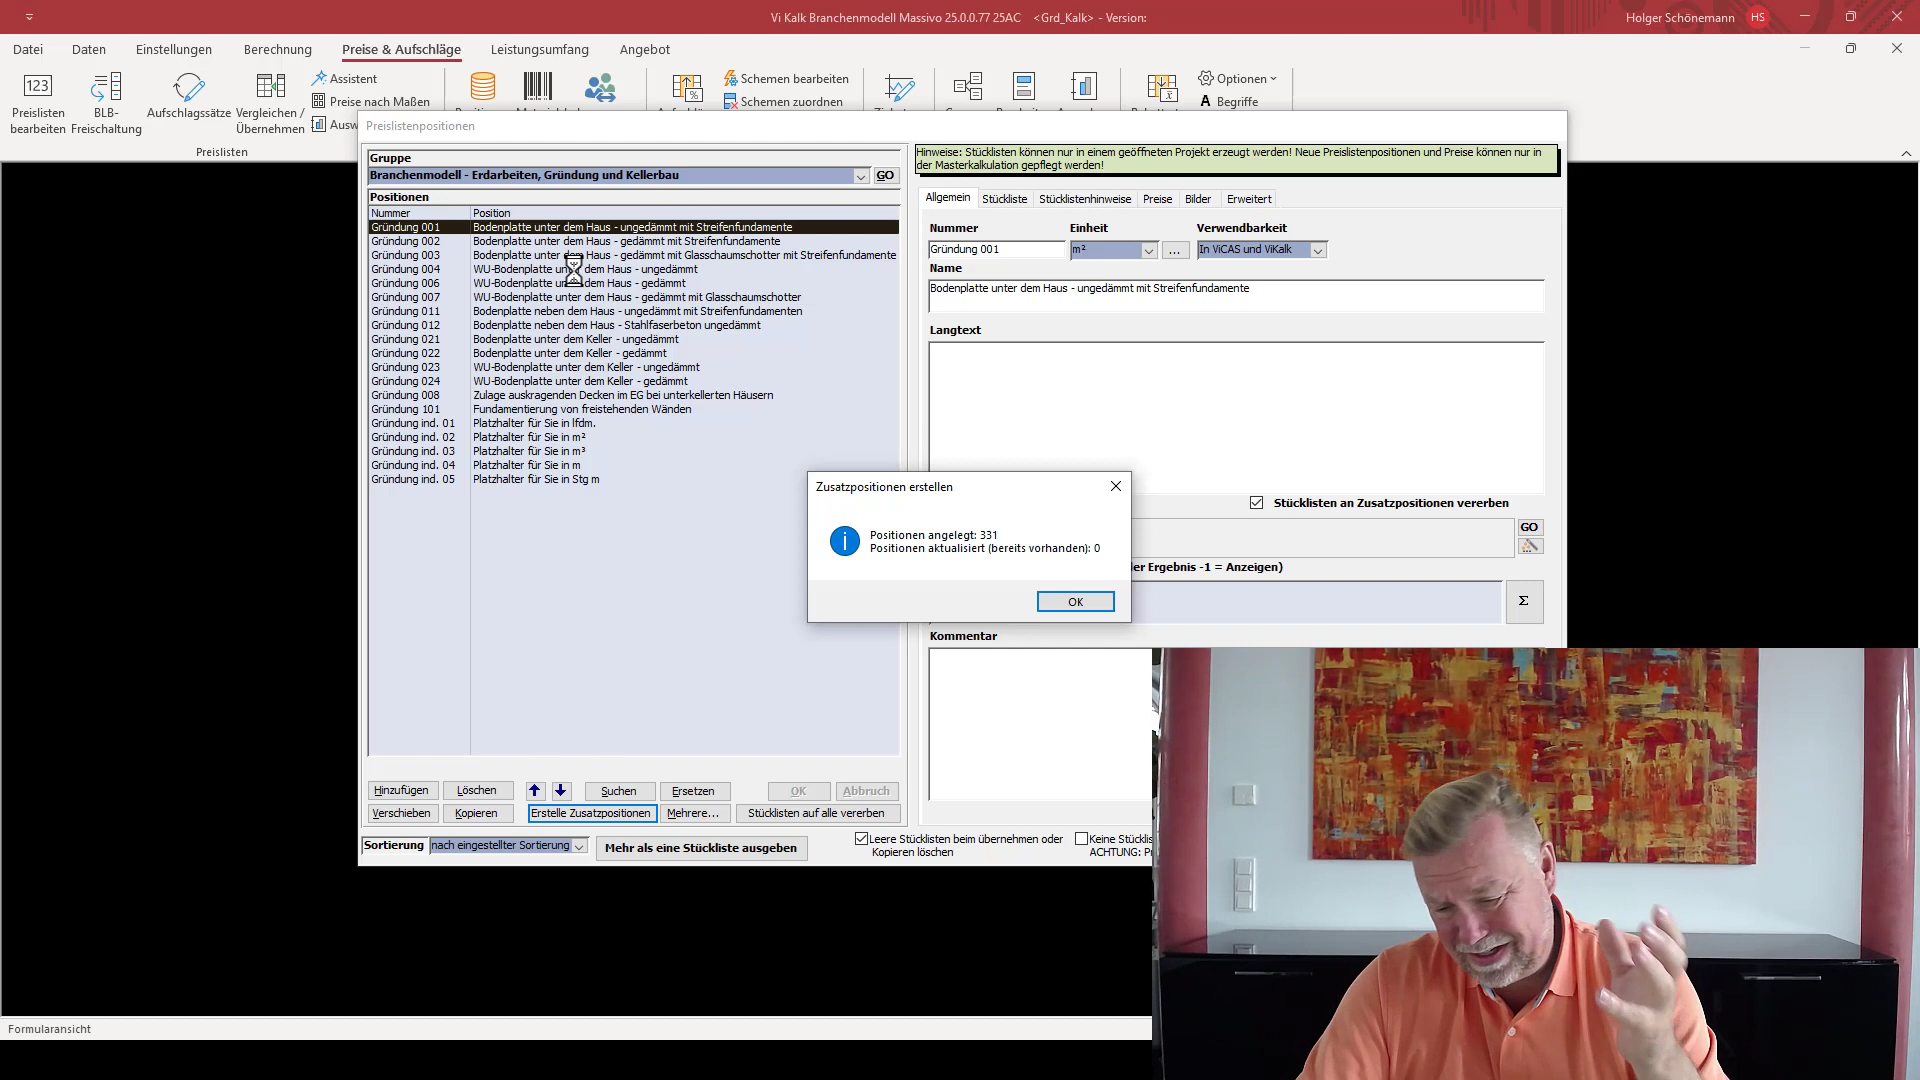 Vi Kalk Branchenmodell Massivo 25.0.0.77 25AC <Grd_Kalk> - Version:
Holger Schönemann HS
Datei Daten Einstellungen Berechnung Preise & Aufschläge Leistungsumfang Angebot
123
Preislisten bearbeiten
BLB-Freischaltung
Aufschlagssätze
Vergleichen / Übernehmen
Assistent
Preise nach Maßen
Schemen bearbeiten
Schemen zuordnen
Optionen
A Begriffe
Preislisten
Preislistenpositionen
Gruppe
Branchenmodell - Erdarbeiten, Gründung und Kellerbau GO
Positionen
Nummer Position
Gründung 001 Bodenplatte unter dem Haus - ungedämmt mit Streifenfundamente
Gründung 002 Bodenplatte unter dem Haus - gedämmt mit Streifenfundamente
Gründung 003 Bodenplatte unter dem Haus - gedämmt mit Glasschaumschotter mit Streifenfundamente
Gründung 004 WU-Bodenplatte unter dem Haus - ungedämmt
Gründung 006 WU-Bodenplatte unter dem Haus - gedämmt
Gründung 007 WU-Bodenplatte unter dem Haus - gedämmt mit Glasschaumschotter
Gründung 011 Bodenplatte neben dem Haus - ungedämmt mit Streifenfundamenten
Gründung 012 Bodenplatte neben dem Haus - Stahlfaserbeton ungedämmt
Gründung 021 Bodenplatte unter dem Keller - ungedämmt
Gründung 022 Bodenplatte unter dem Keller - gedämmt
Gründung 023 WU-Bodenplatte unter dem Keller - ungedämmt
Gründung 024 WU-Bodenplatte unter dem Keller - gedämmt
Gründung 008 Zulage auskragenden Decken im EG bei unterkellerten Häusern
Gründung 101 Fundamentierung von freistehenden Wänden
Gründung ind. 01 Platzhalter für Sie in lfdm.
Gründung ind. 02 Platzhalter für Sie in m²
Gründung ind. 03 Platzhalter für Sie in m³
Gründung ind. 04 Platzhalter für Sie in m
Gründung ind. 05 Platzhalter für Sie in Stg m
Hinzufügen Löschen Suchen Ersetzen OK Abbruch
Verschieben Kopieren Erstelle Zusatzpositionen Mehrere... Stücklisten auf alle vererben
Sortierung nach eingestellter Sortierung Mehr als eine Stückliste ausgeben
Leere Stücklisten beim übernehmen oder
Kopieren löschen
Hinweise: Stücklisten können nur in einem geöffneten Projekt erzeugt werden! Neue Preislistenpositionen und Preise können nur in
der Masterkalkulation gepflegt werden!
Allgemein Stückliste Stücklistenhinweise Preise Bilder Erweitert
Nummer Einheit Verwendbarkeit
Gründung 001 m² ... In ViCAS und ViKalk
Name
Bodenplatte unter dem Haus - ungedämmt mit Streifenfundamente
Langtext
Stücklisten an Zusatzpositionen vererben
GO
Ergebnis -1 = Anzeigen)
Σ
Kommentar
Keine
ACHTUNG:
Zusatzpositionen erstellen
Positionen angelegt: 331
Positionen aktualisiert (bereits vorhanden): 0
OK
Formularansicht